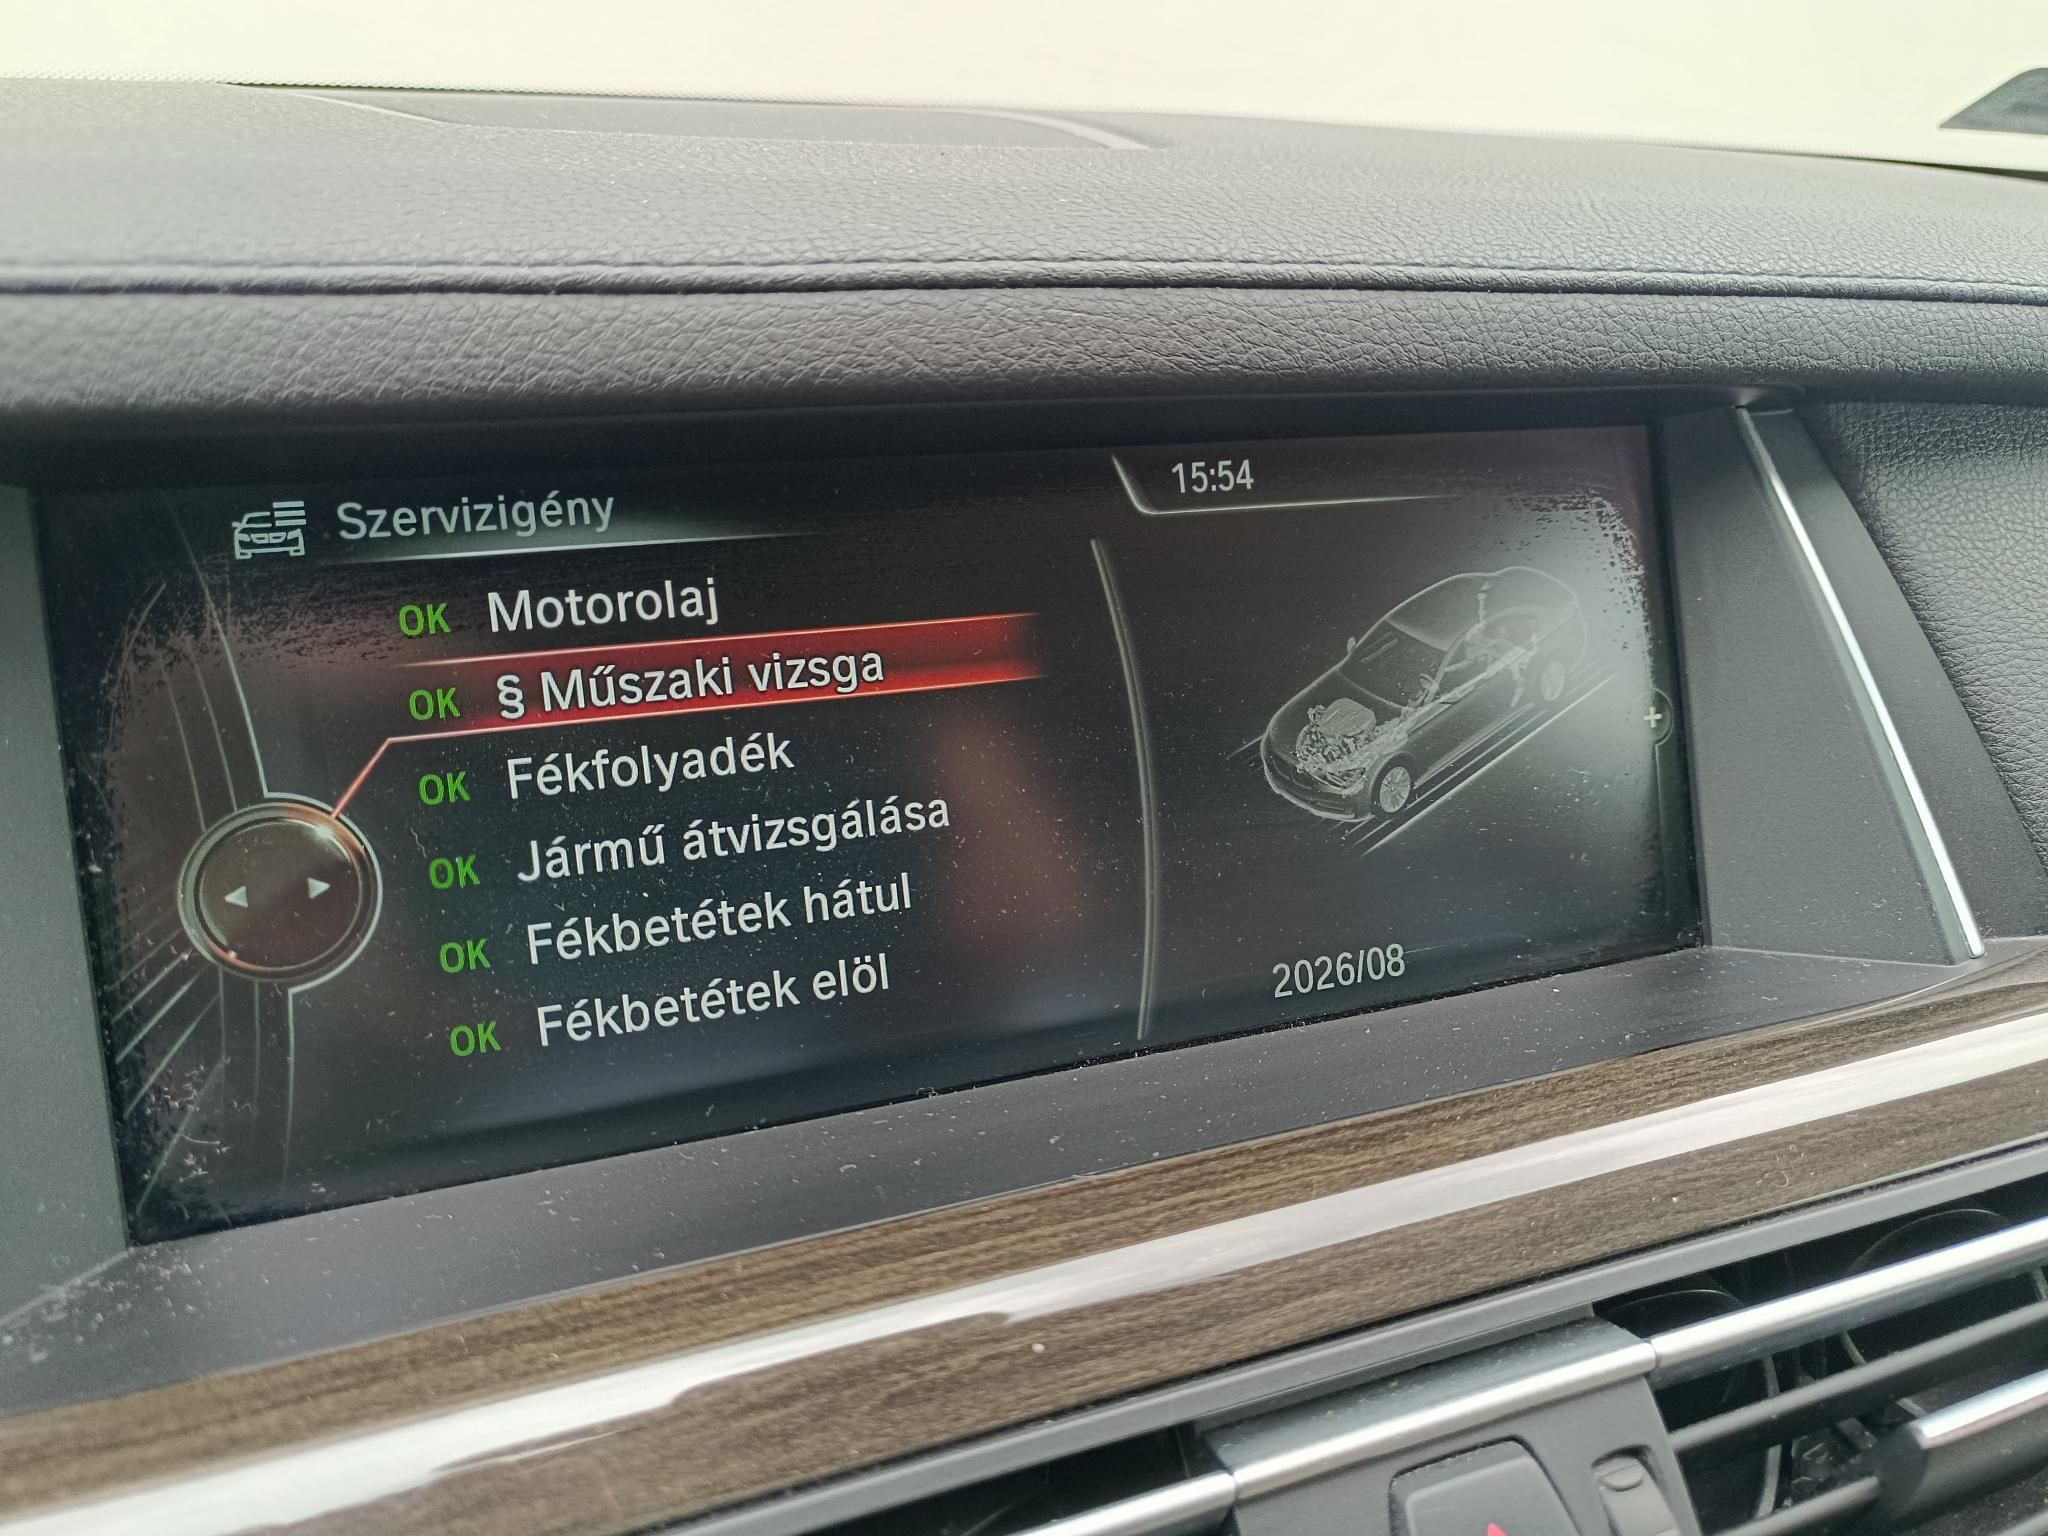 Szervizigény
15:54
OK Motorolaj
OK § Műszaki vizsga
OK Fékfolyadék
OK Jármű átvizsgálása
OK Fékbetétek hátul
OK Fékbetétek elöl
2026/08